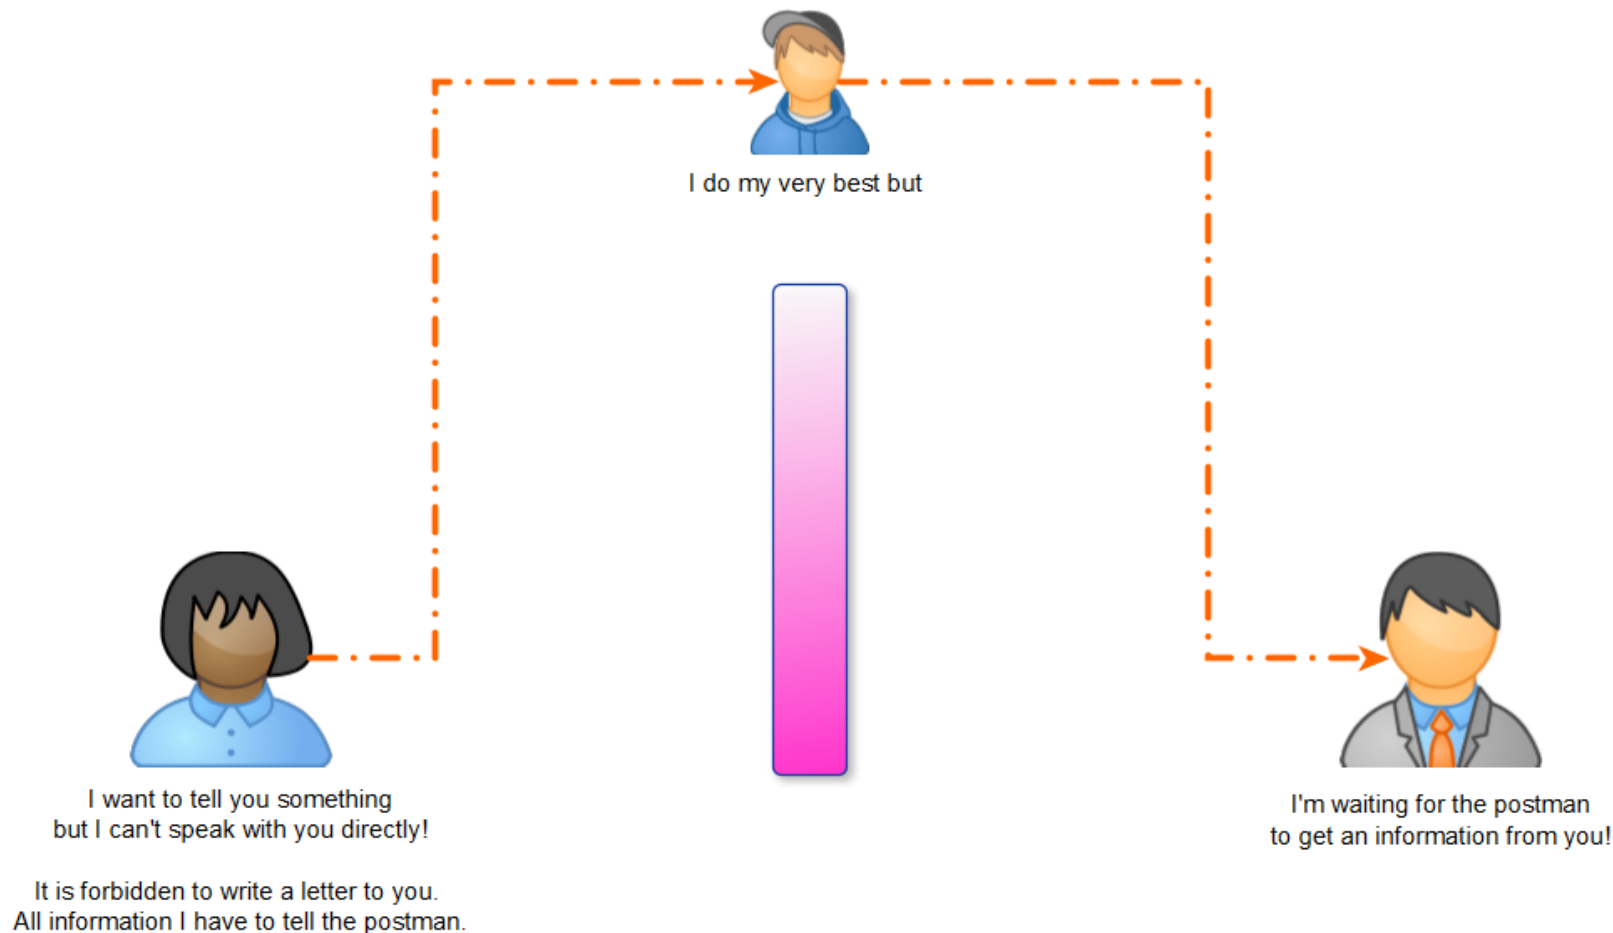 I do my very best but
I want to tell you something
but I can't speak with you directly!
It is forbidden to write a letter to you.
All information I have to tell the postman.
I'm waiting for the postman
to get an information from you!